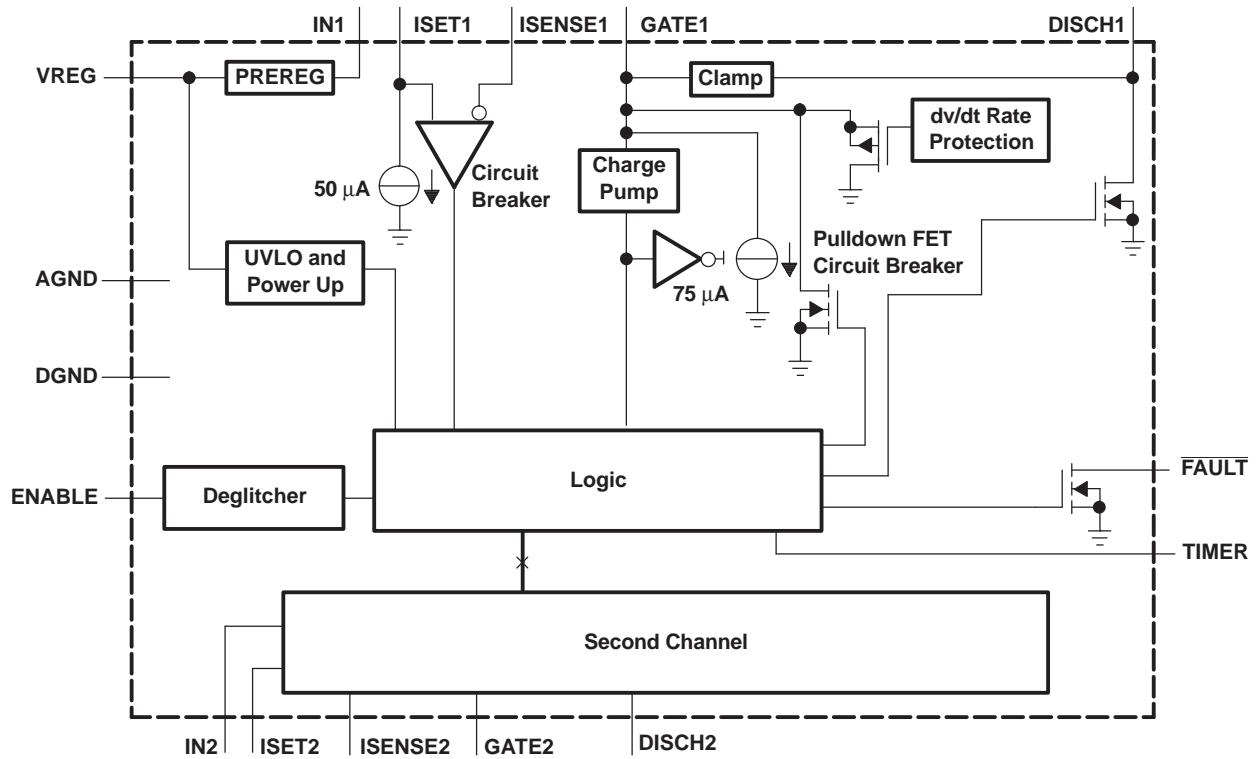 IN1
ISET1
ISENSE1
GATE1
DISCH1
VREG
PREREG
Clamp
dv/dt Rate
Protection
Charge
Pump
Circuit
Breaker
50 μA
UVLO and
Power Up
Pulldown FET
Circuit Breaker
75 μA
AGND
DGND
FAULT
ENABLE
Deglitcher
Logic
TIMER
Second Channel
IN2
ISET2
ISENSE2
GATE2
DISCH2